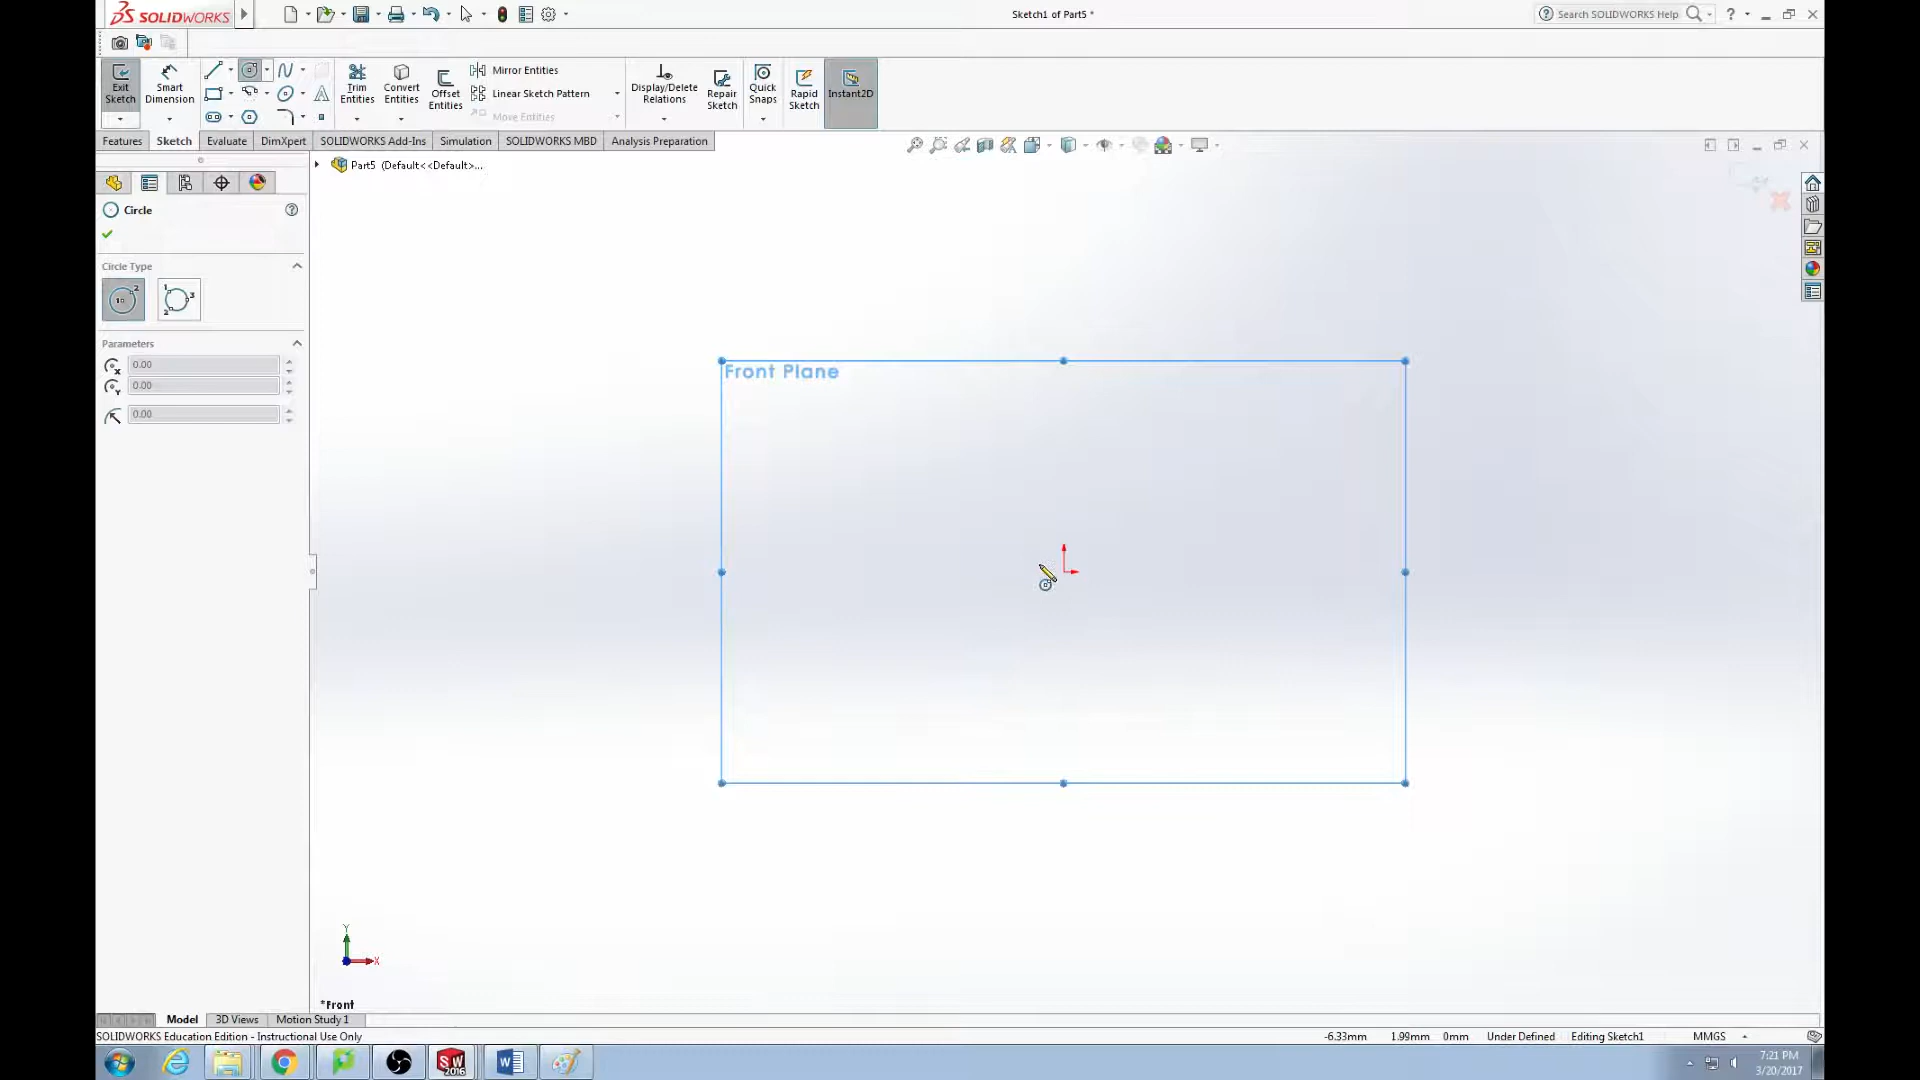 SOLIDWORKS
Sketch1 of Part5 *
Search SOLIDWORKS Help
Exit Sketch
Smart Dimension
Trim Entities
Convert Entities
Offset Entities
Mirror Entities
Linear Sketch Pattern
Move Entities
Display/Delete Relations
Repair Sketch
Quick Snaps
Rapid Sketch
Instant2D
Features
Sketch
Evaluate
DimXpert
SOLIDWORKS Add-Ins
Simulation
SOLIDWORKS MBD
Analysis Preparation
Part5 (Default<<Default>...
Circle
Circle Type
Parameters
0.00
0.00
0.00
Front Plane
Y
X
*Front
Model
3D Views
Motion Study 1
SOLIDWORKS Education Edition - Instructional Use Only
-6.33mm
1.99mm
0mm
Under Defined
Editing Sketch1
MMGS
SW 2016
7:21 PM
3/20/2017